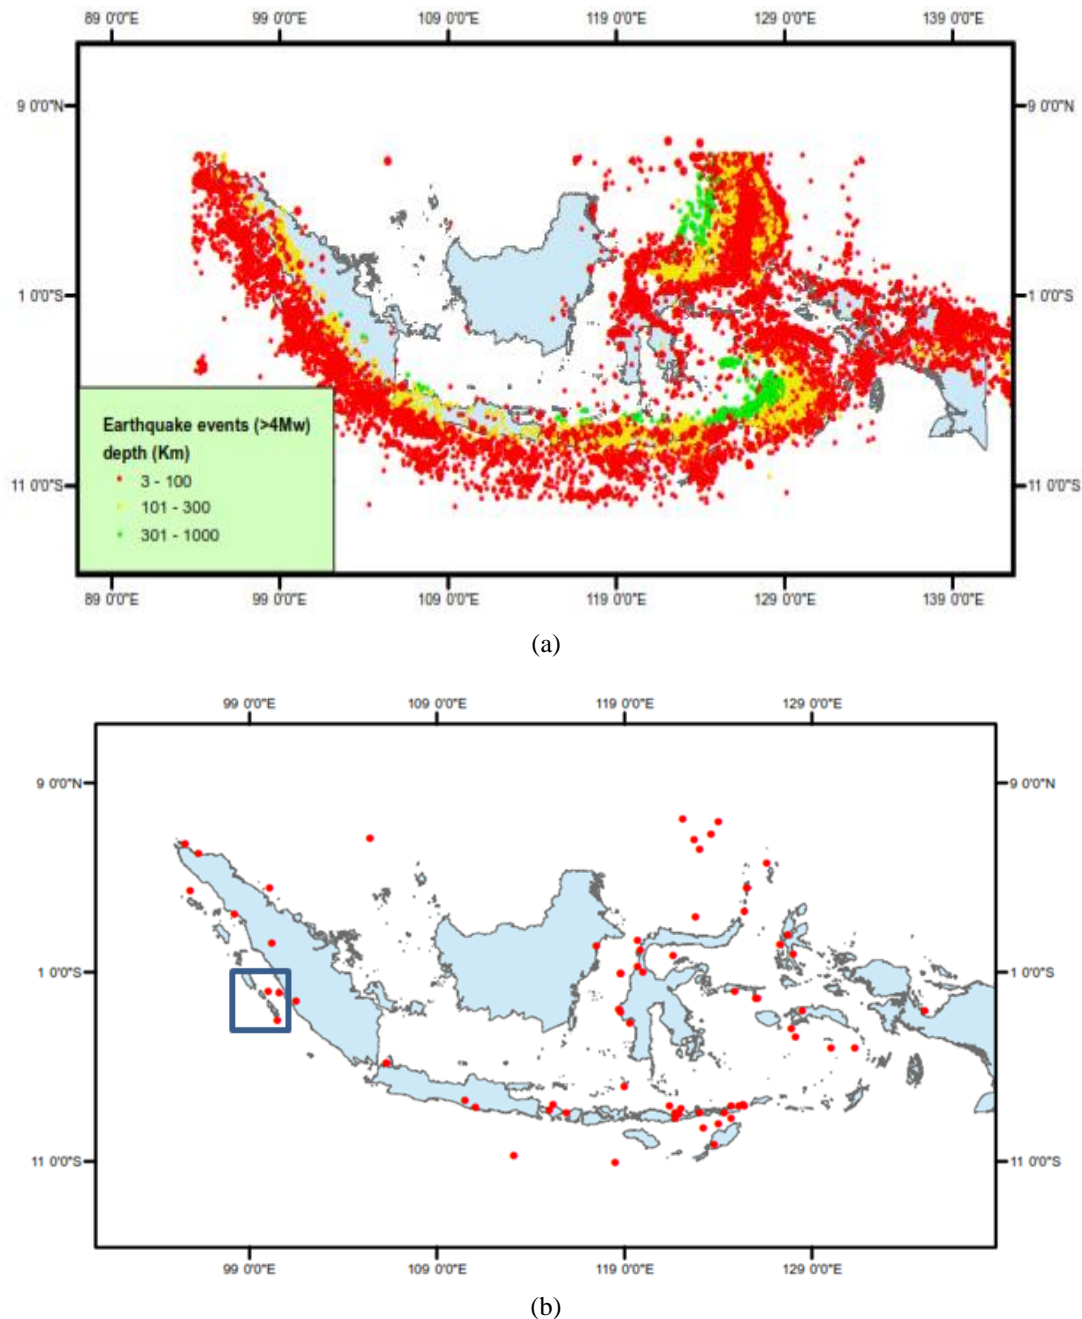 89 0'0"E 99 0'0"E 109 0'0"E 119 0'0"E 129 0'0"E 139 0'0"E
9 0'0"N 9 0'0"N
1 0'0"S 1 0'0"S
Earthquake events (>4Mw)
depth (Km)
3 - 100
101 - 300
301 - 1000
11 0'0"S 11 0'0"S
89 0'0"E 99 0'0"E 109 0'0"E 119 0'0"E 129 0'0"E 139 0'0"E
(a)
99 0'0"E 109 0'0"E 119 0'0"E 129 0'0"E
9 0'0"N 9 0'0"N
1 0'0"S 1 0'0"S
11 0'0"S 11 0'0"S
99 0'0"E 109 0'0"E 119 0'0"E 129 0'0"E
(b)